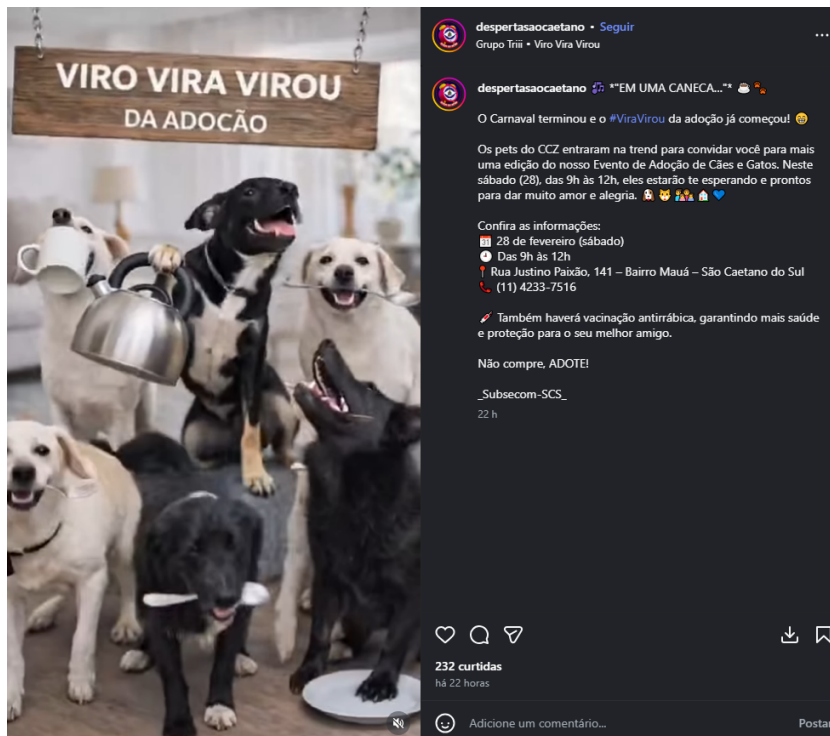 VIRO VIRA VIROU
DA ADOCÃO
despertasaocaetano • Seguir
Grupo Triii • Viro Vira Virou
despertasaocaetano 🎶 *"EM UMA CANECA..."* ☕ 🐾
O Carnaval terminou e o #ViraVirou da adoção já começou! 😁
Os pets do CCZ entraram na trend para convidar você para mais
uma edição do nosso Evento de Adoção de Cães e Gatos. Neste
sábado (28), das 9h às 12h, eles estarão te esperando e prontos
para dar muito amor e alegria. 🐶 🐱 👨‍👩‍👧 🏠 💙
Confira as informações:
📅 28 de fevereiro (sábado)
🕘 Das 9h às 12h
📍 Rua Justino Paixão, 141 – Bairro Mauá – São Caetano do Sul
📞 (11) 4233-7516
💉 Também haverá vacinação antirrábica, garantindo mais saúde
e proteção para o seu melhor amigo.
Não compre, ADOTE!
_Subsecom-SCS_
22 h
232 curtidas
há 22 horas
Adicione um comentário...
Postar